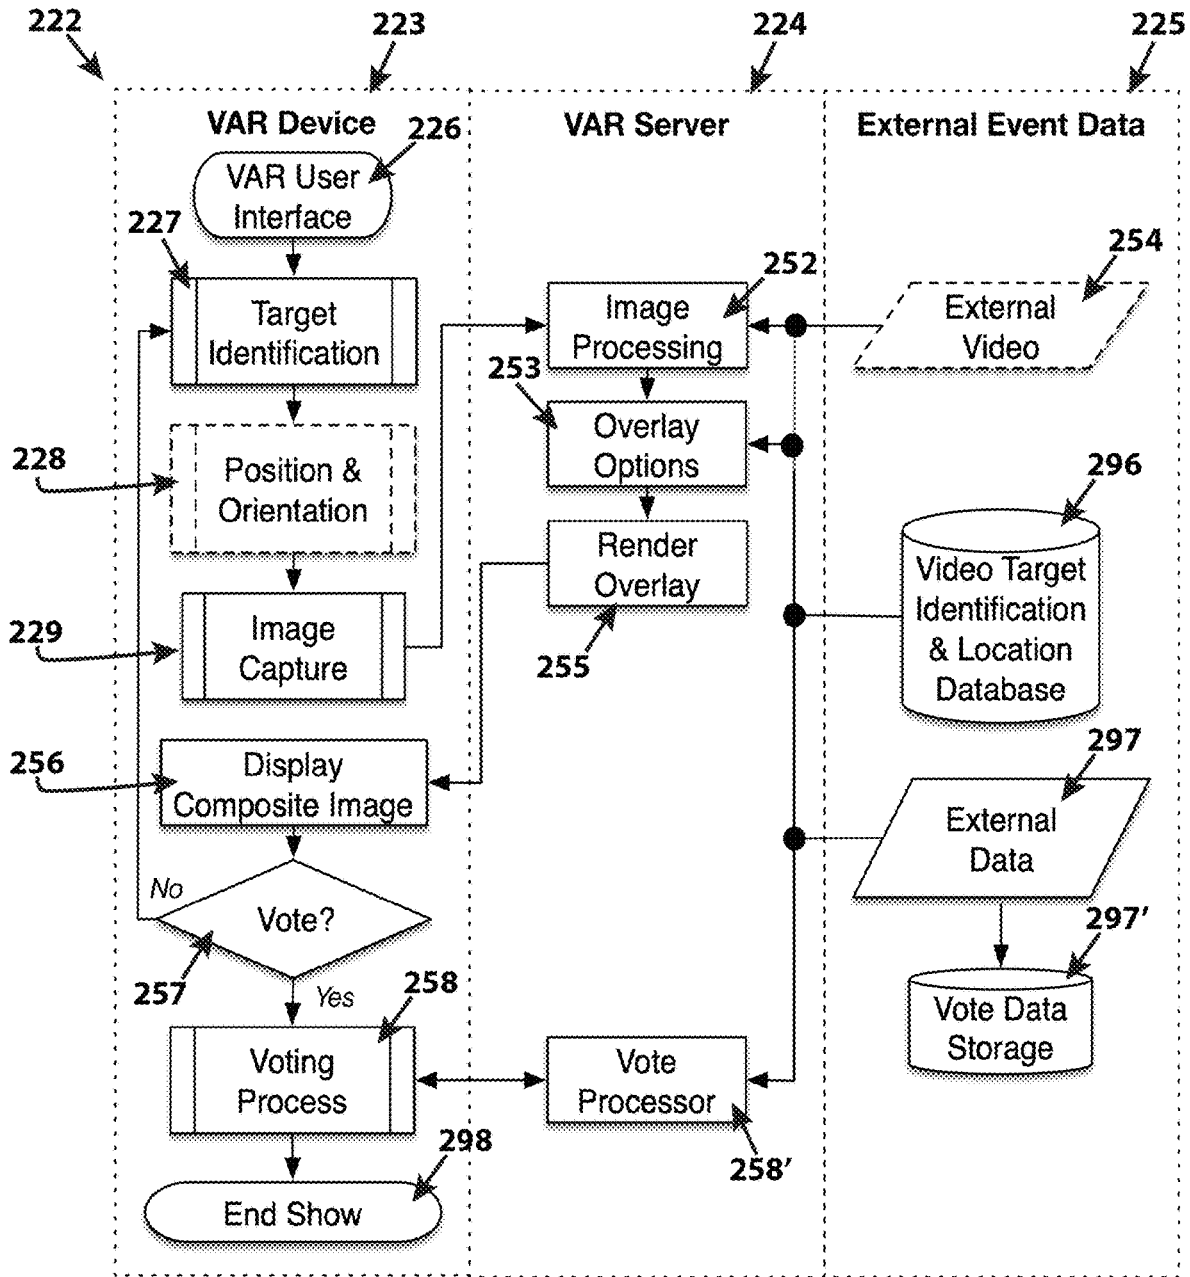 222
223
224
225
VAR Device
VAR Server
External Event Data
226
VAR User
Interface
227
Target
Identification
252
Image
Processing
254
External
Video
253
Overlay
Options
228
Position &
Orientation
296
Video Target
Identification
& Location
Database
Render
Overlay
255
229
Image
Capture
256
Display
Composite Image
297
External
Data
No
Vote?
257
Yes
297’
Vote Data
Storage
258
Voting
Process
Vote
Processor
258’
298
End Show